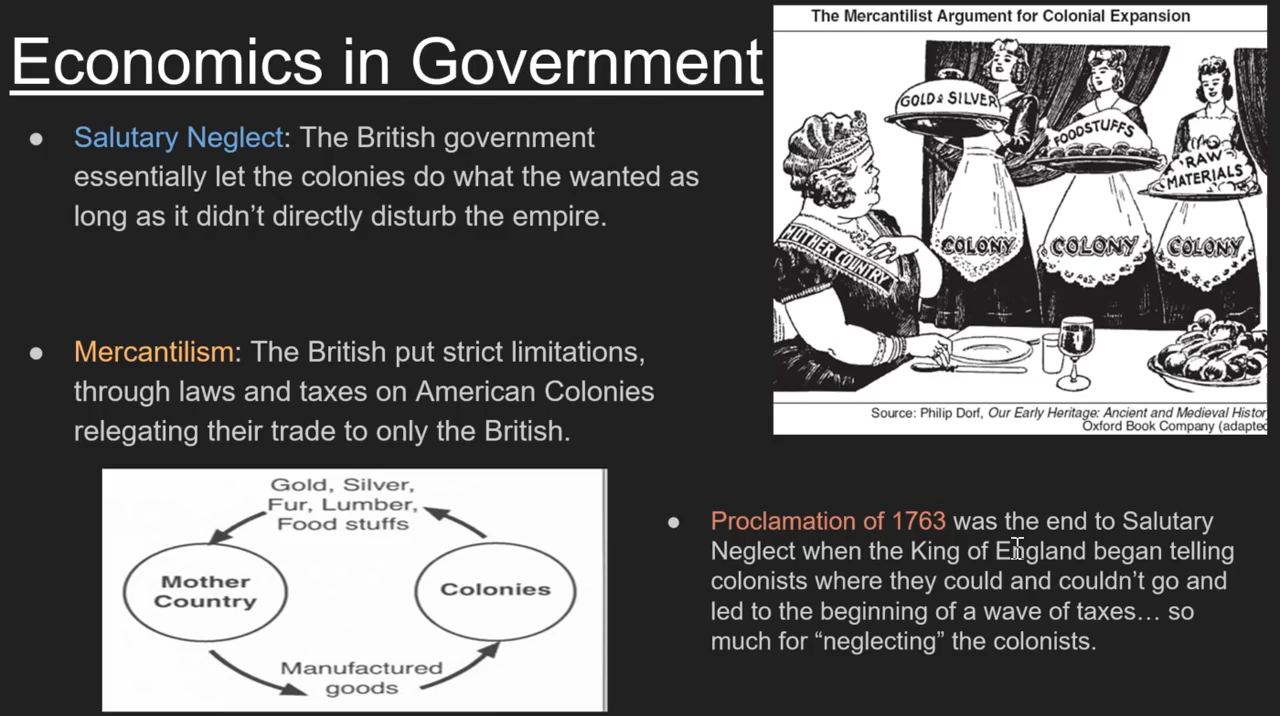 Economics in Government
● Salutary Neglect: The British government
essentially let the colonies do what the wanted as
long as it didn't directly disturb the empire.
● Mercantilism: The British put strict limitations,
through laws and taxes on American Colonies
relegating their trade to only the British.
Gold, Silver,
Fur, Lumber,
Food stuffs
Mother
Country
Colonies
Manufactured
goods
The Mercantilist Argument for Colonial Expansion
GOLD & SILVER
FOODSTUFFS
RAW
MATERIALS
MOTHER COUNTRY
COLONY
COLONY
COLONY
Source: Philip Dorf, Our Early Heritage: Ancient and Medieval Histor
Oxford Book Company (adapted
● Proclamation of 1763 was the end to Salutary
Neglect when the King of England began telling
colonists where they could and couldn't go and
led to the beginning of a wave of taxes… so
much for “neglecting” the colonists.